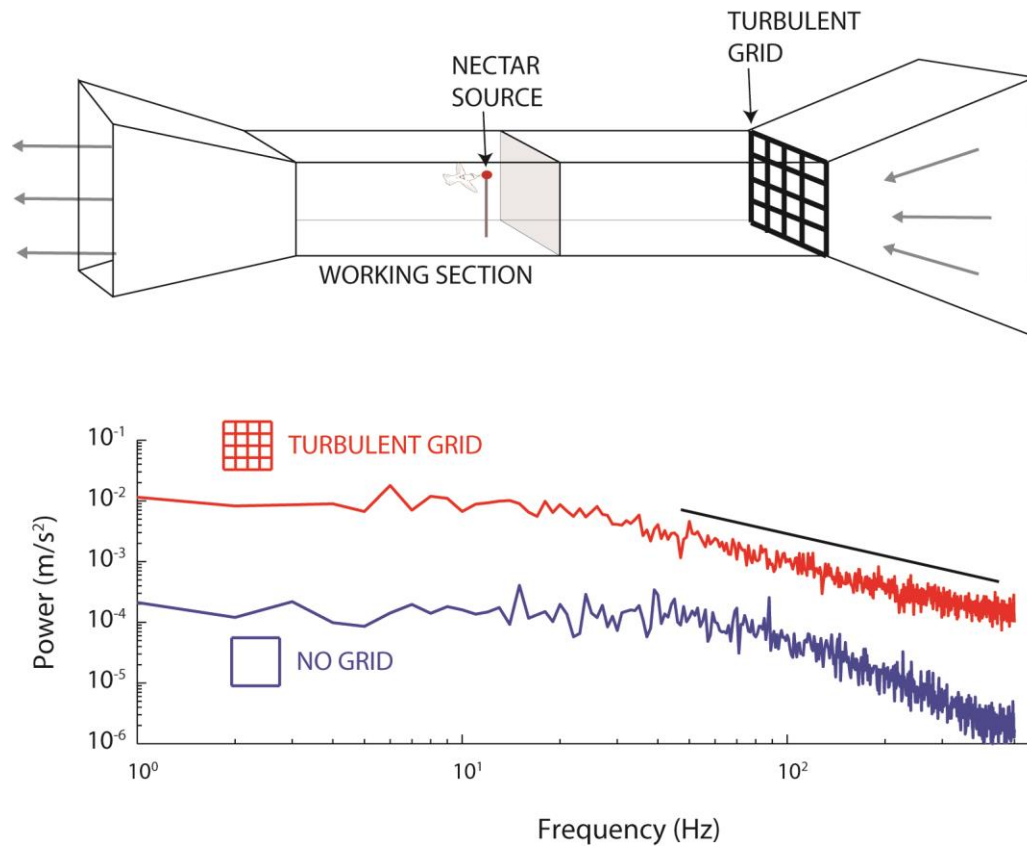 TURBULENT
GRID
NECTAR
SOURCE
WORKING SECTION
10⁻¹
TURBULENT GRID
10⁻²
10⁻³
10⁻⁴
NO GRID
10⁻⁵
10⁻⁶
Power (m/s²)
10⁰
10¹
10²
Frequency (Hz)